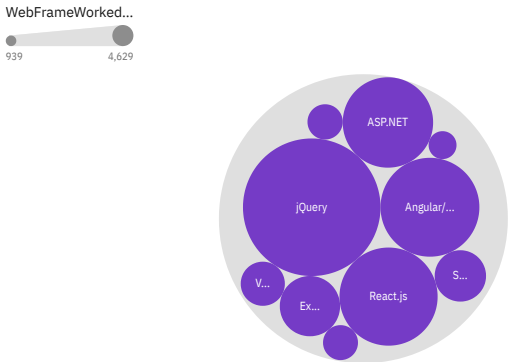 WebFrameWorked...
939 4,629
ASP.NET
jQuery
Angular/...
S...
V...
React.js
Ex...